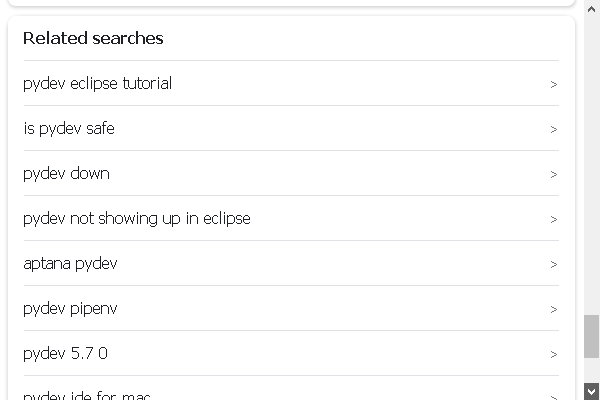 Related searches
pydev eclipse tutorial
>
is pydev safe
>
pydev down
>
pydev not showing up in eclipse
>
aptana pydev
>
pydev pipenv
>
pydev 5.7 0
>
pydev ide for mac
>